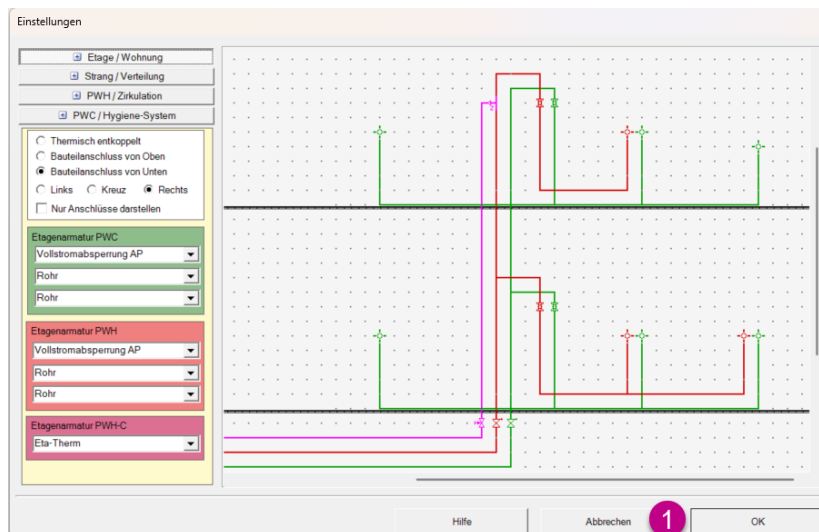 Einstellungen
Etage / Wohnung
Strang / Verteilung
PWH / Zirkulation
PWC / Hygiene-System
Thermisch entkoppelt
Bauteilanschluss von Oben
Bauteilanschluss von Unten
Links Kreuz Rechts
Nur Anschlüsse darstellen
Etagenarmatur PWC
Vollstromabsperrung AP
Rohr
Rohr
Etagenarmatur PWH
Vollstromabsperrung AP
Rohr
Rohr
Etagenarmatur PWH-C
Eta-Therm
Hilfe Abbrechen 1 OK